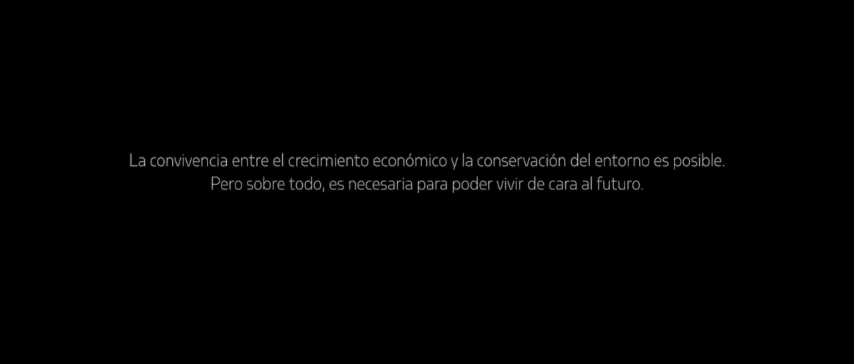 La convivencia entre el crecimiento económico y la conservación del entorno es posible.
Pero sobre todo, es necesaria para poder vivir de cara al futuro.